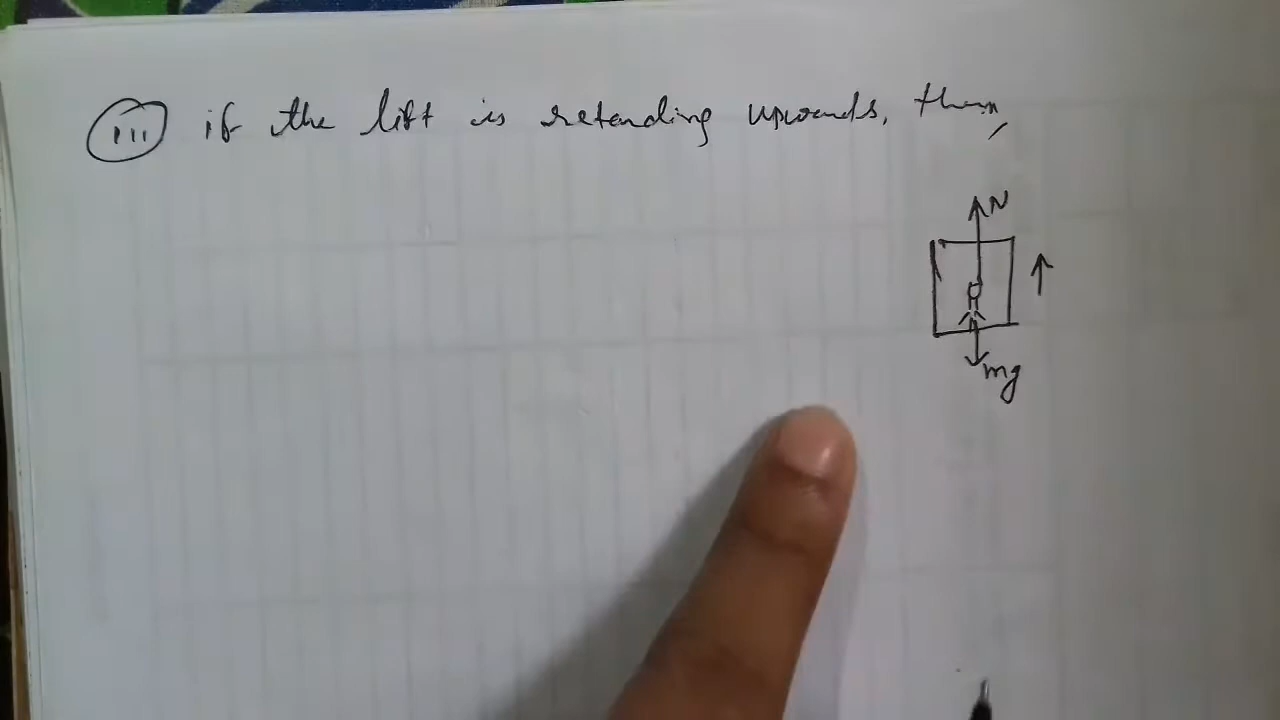 (iii) if the lift is retarding upwards, then,
N
mg